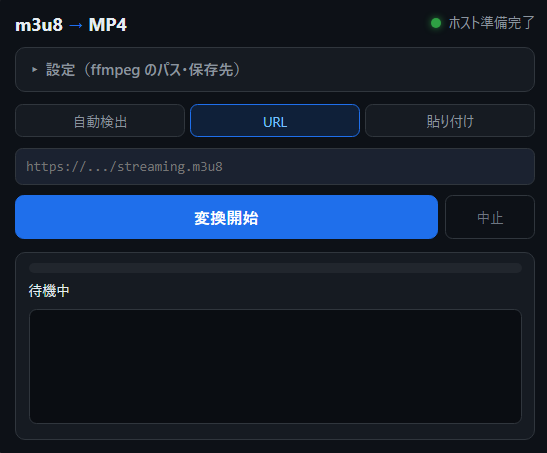 m3u8 → MP4
ホスト準備完了
▸ 設定（ffmpeg のパス・保存先）
自動検出
URL
貼り付け
https://.../streaming.m3u8
変換開始
中止
待機中